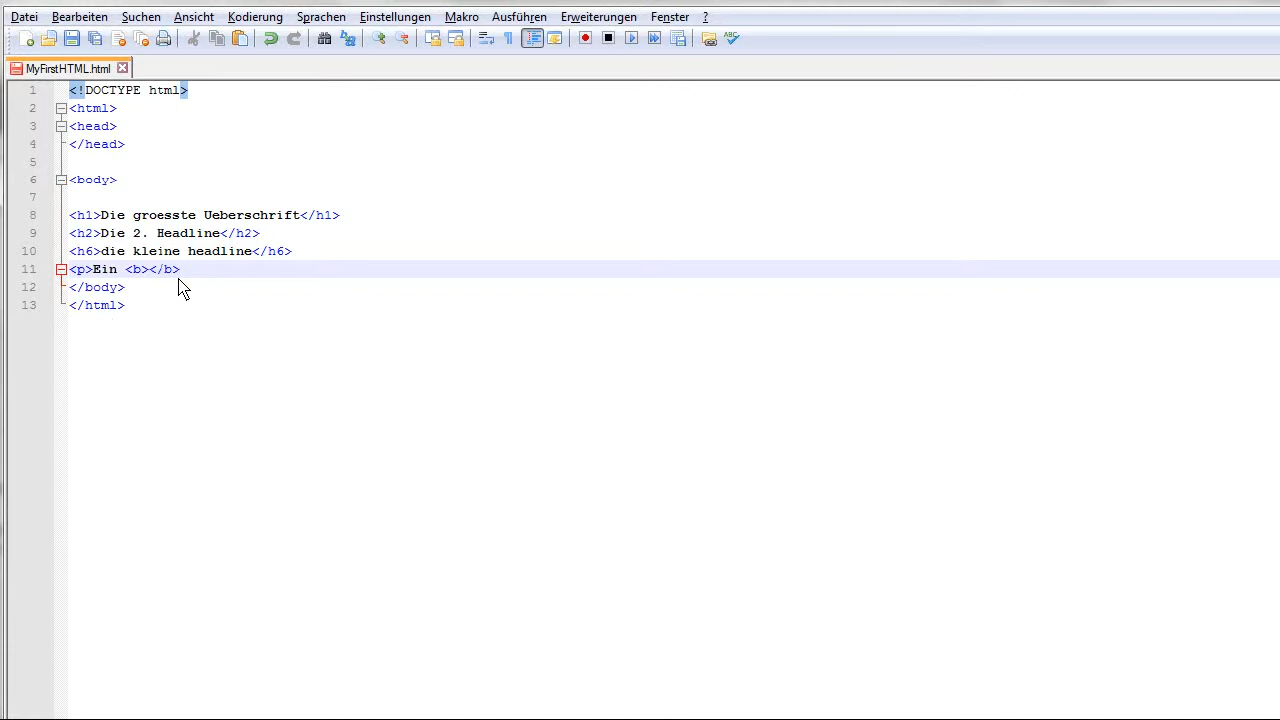 Datei Bearbeiten Suchen Ansicht Kodierung Sprachen Einstellungen Makro Ausführen Erweiterungen Fenster ?
MyFirstHTML.html
1 <!DOCTYPE html>
2 <html>
3 <head>
4 </head>
5
6 <body>
7
8 <h1>Die groesste Ueberschrift</h1>
9 <h2>Die 2. Headline</h2>
10 <h6>die kleine headline</h6>
11 <p>Ein <b></b>
12 </body>
13 </html>